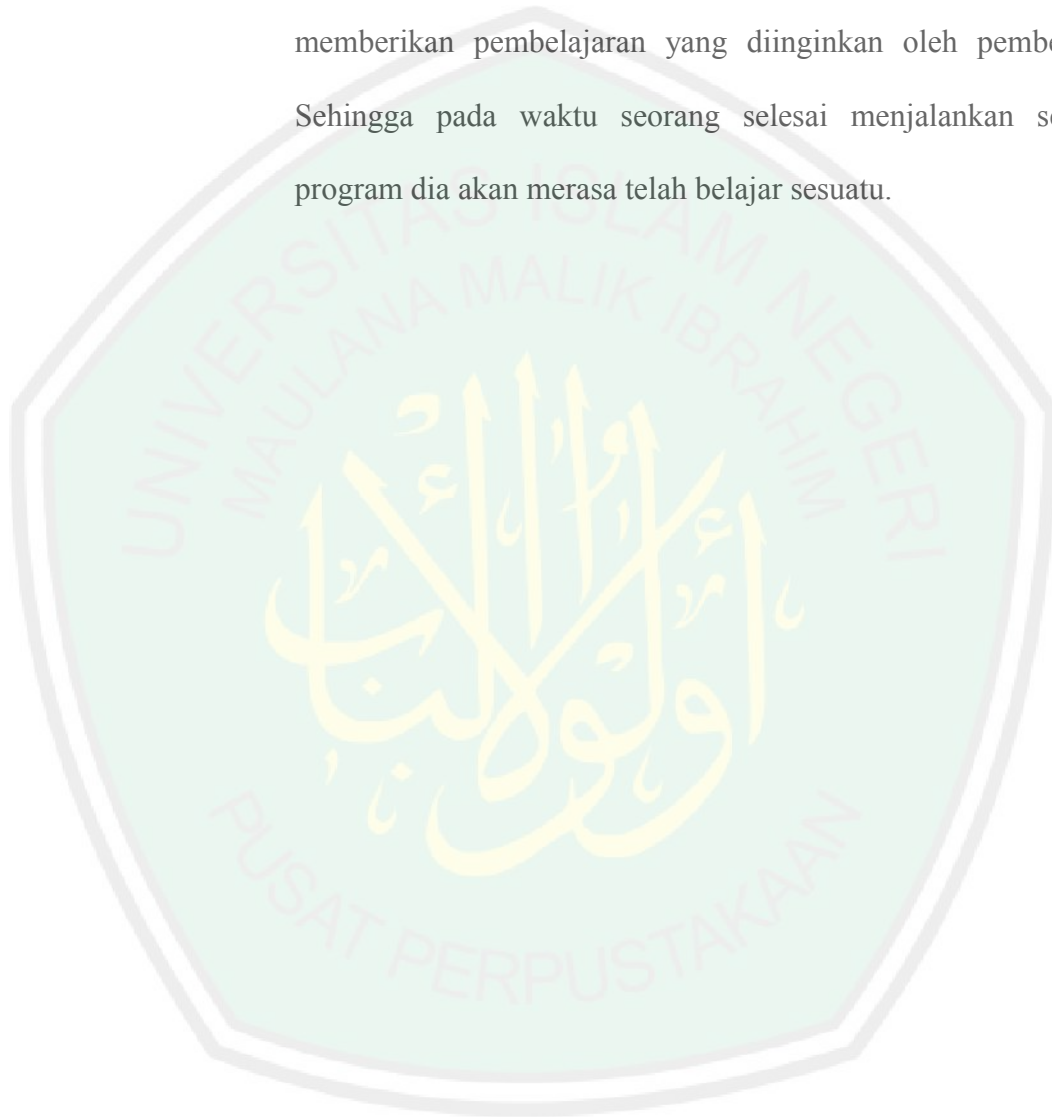 memberikan pembelajaran yang diinginkan oleh
Sehingga pada waktu seorang selesai menjalankan
program dia akan merasa telah belajar sesuatu.
UNIVERSITAS ISLAM NEGERI
MAULANA MALIK IBRAHIM
أولوا الألباب
PUSAT PERPUSTAKAAN